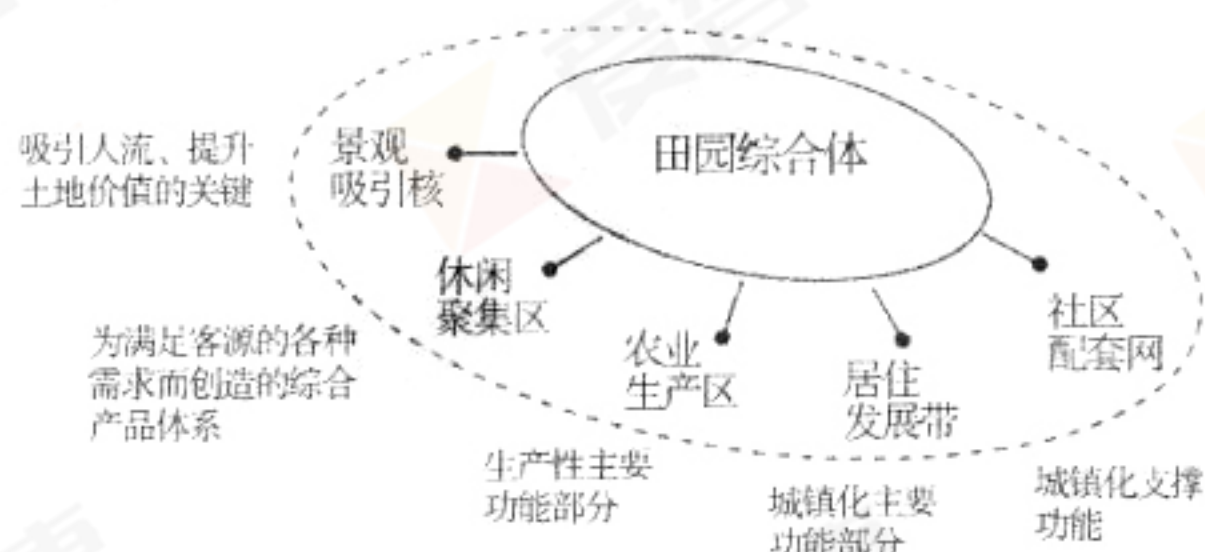 田园综合体
吸引人流、提升
土地价值的关键
景观
吸引核
休闲
聚集区
为满足客源的各种
需求而创造的综合
产品体系
农业
生产区
生产性主要
功能部分
居住
发展带
城镇化主要
功能部分
社区
配套网
城镇化支撑
功能